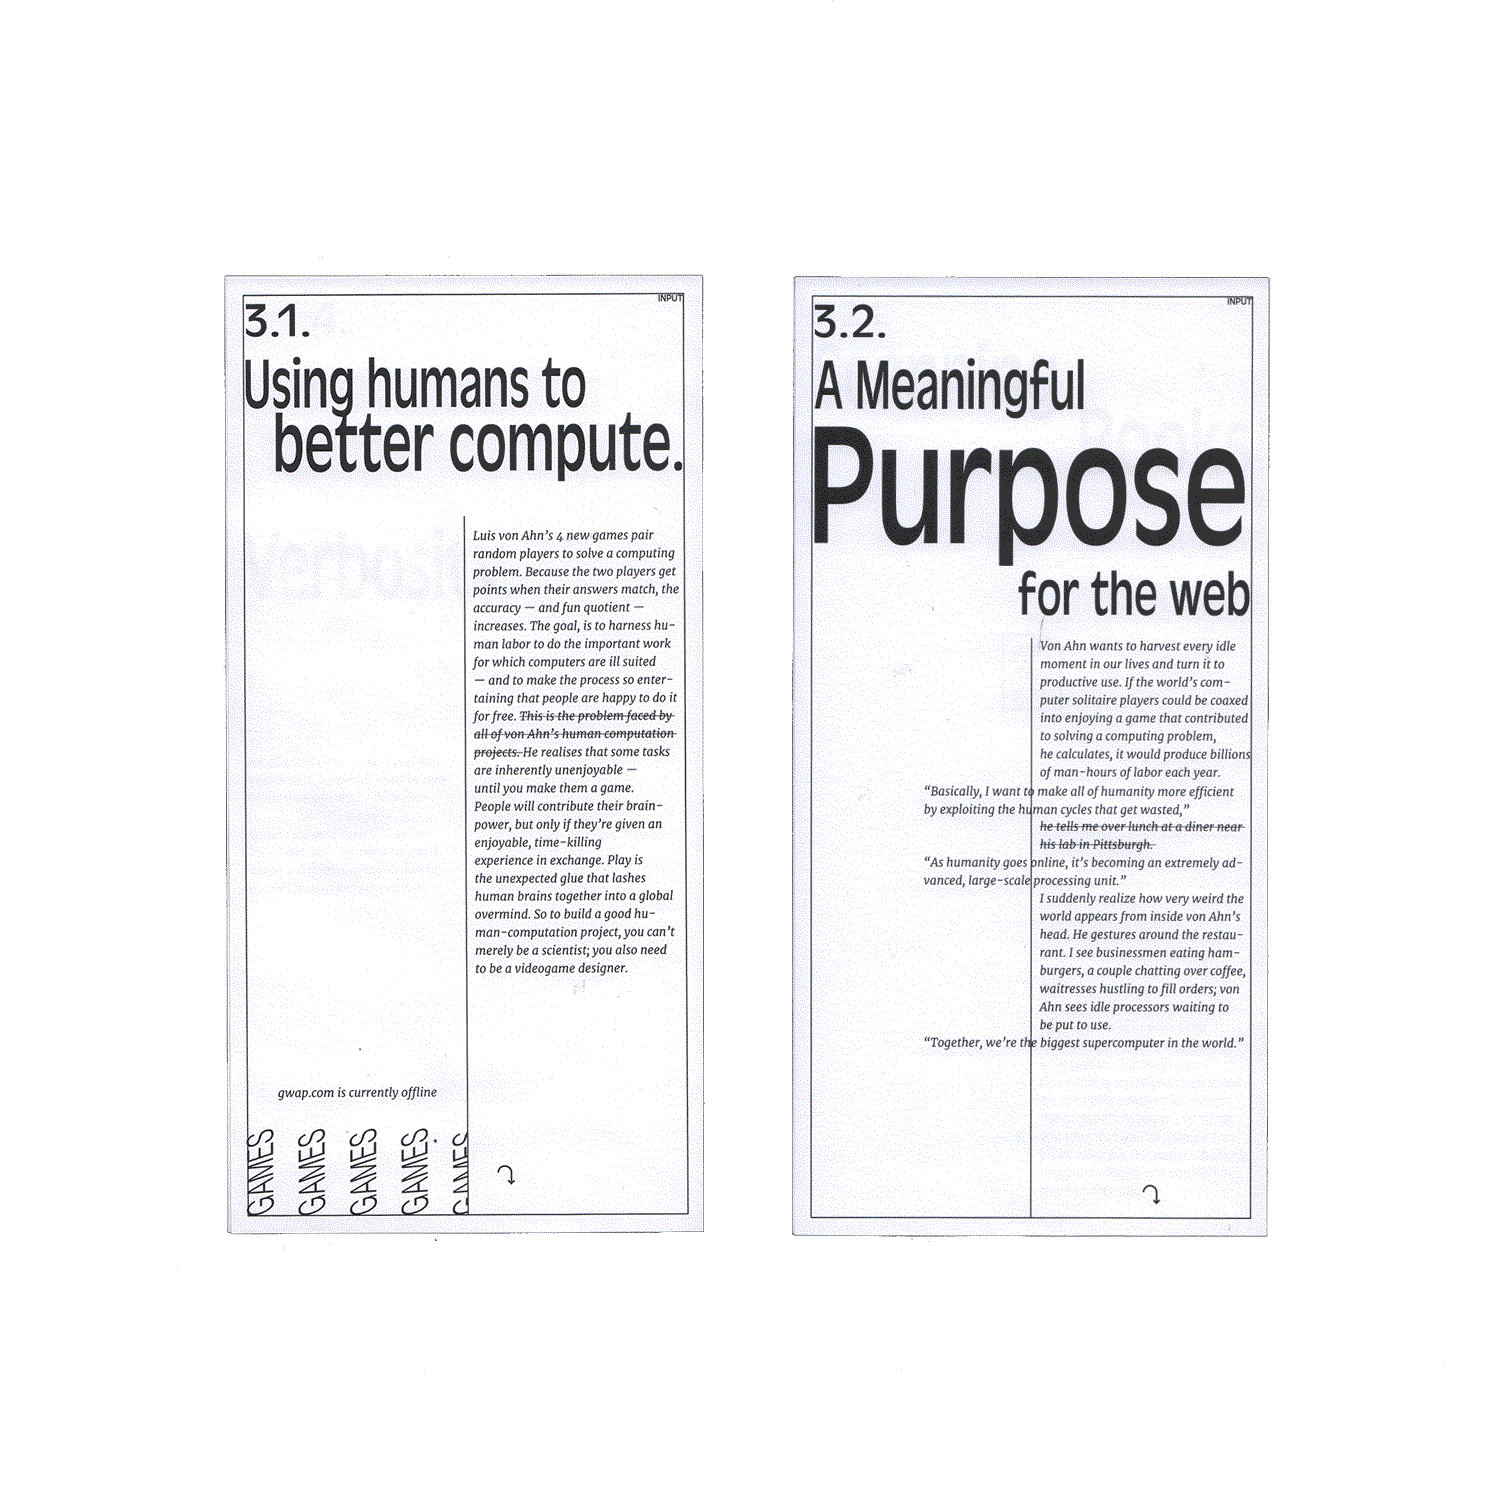 INPUT
3.1.
Using humans to
better compute.
Luis von Ahn’s 4 new games pair
random players to solve a computing
problem. Because the two players get
points when their answers match, the
accuracy — and fun quotient —
increases. The goal, is to harness hu-
man labor to do the important work
for which computers are ill suited
— and to make the process so enter-
taining that people are happy to do it
for free. This is the problem faced by
all of von Ahn’s human computation
projects. He realises that some tasks
are inherently unenjoyable —
until you make them a game.
People will contribute their brain-
power, but only if they’re given an
enjoyable, time-killing
experience in exchange. Play is
the unexpected glue that lashes
human brains together into a global
overmind. So to build a good hu-
man-computation project, you can’t
merely be a scientist; you also need
to be a videogame designer.
gwap.com is currently offline
GAMES
GAMES
GAMES
GAMES
GAMES
INPUT
3.2.
A Meaningful
Purpose
for the web
Von Ahn wants to harvest every idle
moment in our lives and turn it to
productive use. If the world’s com-
puter solitaire players could be coaxed
into enjoying a game that contributed
to solving a computing problem,
he calculates, it would produce billions
of man-hours of labor each year.
“Basically, I want to make all of humanity more efficient
by exploiting the human cycles that get wasted,”
he tells me over lunch at a diner near
his lab in Pittsburgh.
“As humanity goes online, it’s becoming an extremely ad-
vanced, large-scale processing unit.”
I suddenly realize how very weird the
world appears from inside von Ahn’s
head. He gestures around the restau-
rant. I see businessmen eating ham-
burgers, a couple chatting over coffee,
waitresses hustling to fill orders; von
Ahn sees idle processors waiting to
be put to use.
“Together, we’re the biggest supercomputer in the world.”